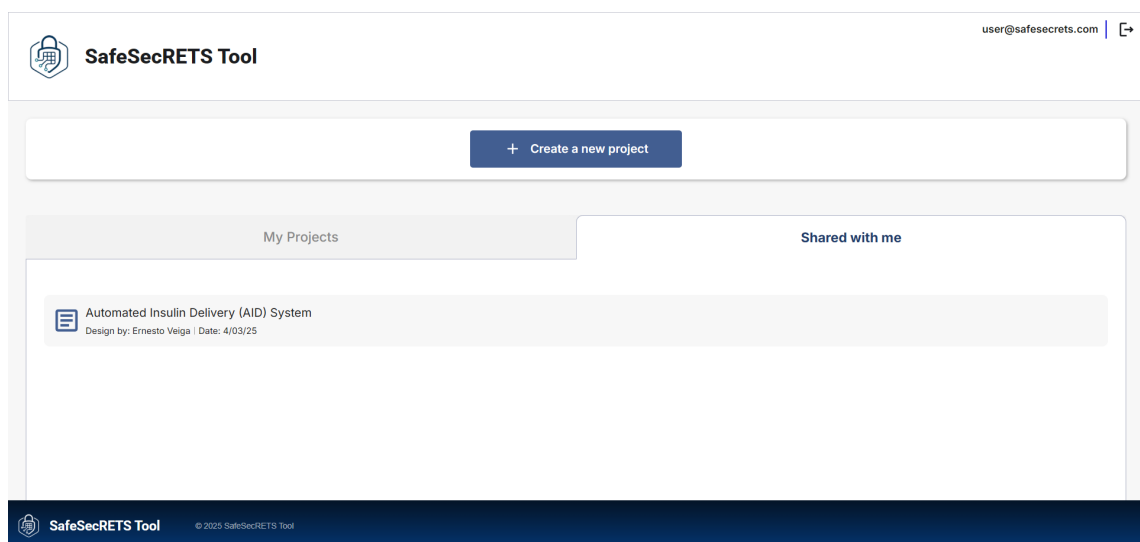 user@safesecrets.com
SafeSecRETS Tool
+ Create a new project
My Projects
Shared with me
Automated Insulin Delivery (AID) System
Design by: Ernesto Veiga | Date: 4/03/25
SafeSecRETS Tool
© 2025 SafeSecRETS Tool